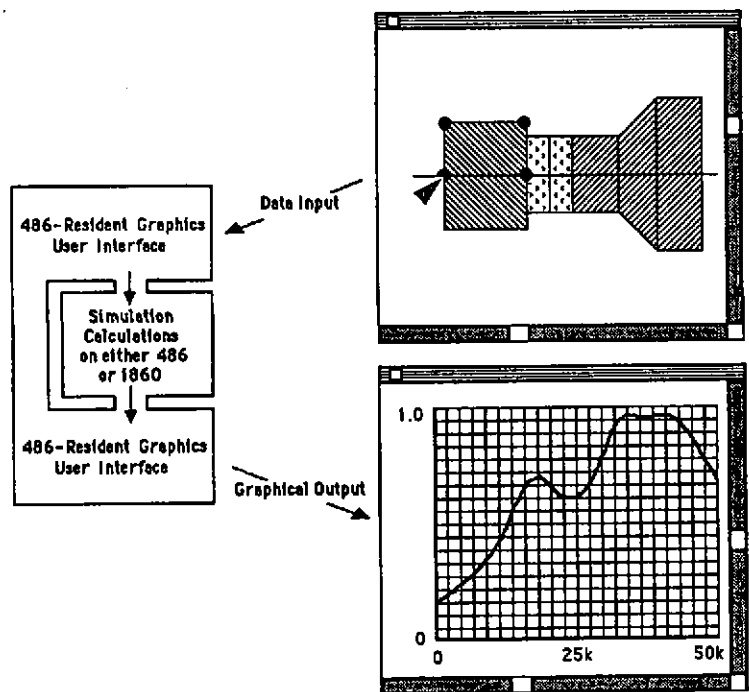 486-Resident Graphics
User Interface
Simulation
Calculations
on either 486
or 1860
486-Resident Graphics
User Interface
Data Input
Graphical Output
1.0
0
0
25k
50k